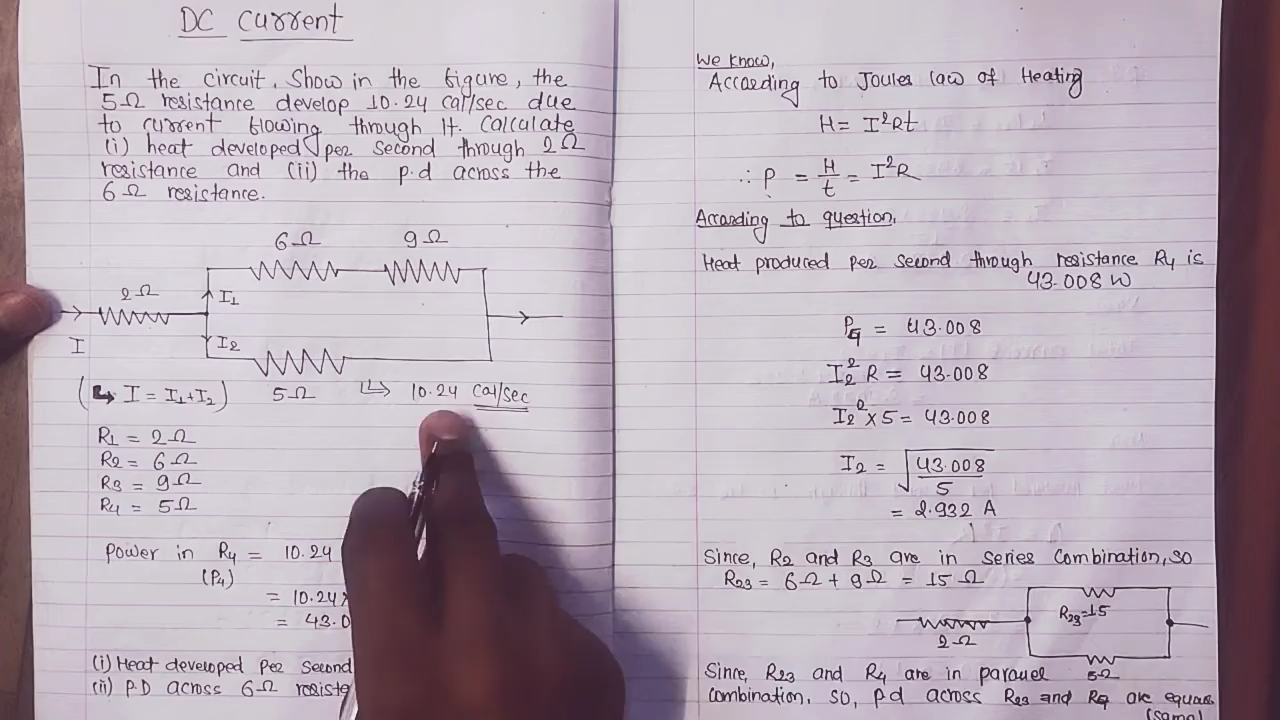 DC Current
In the circuit. Show in the figure, the
5Ω resistance develop 10.24 cal/sec due
to current flowing through it. Calculate
(i) heat developed per second through 2Ω
resistance and (ii) the p.d across the
6Ω resistance.
6Ω 9Ω
2Ω
I₁
I
I₂
(↳ I = I₁+I₂) 5Ω ⇒ 10.24 cal/sec
R₁ = 2Ω
R₂ = 6Ω
R₃ = 9Ω
R₄ = 5Ω
Power in R₄ = 10.24
(P₄)
= 10.24×
= 43.0
(i) Heat developed per second
(ii) P.D across 6Ω
We know,
According to Joules law of Heating
H = I²Rt
∴ P = H/t = I²R
According to question.
Heat produced per second through resistance R₄ is
43.008 W
P₄ = 43.008
I₂² R = 43.008
I₂² × 5 = 43.008
I₂ = √(43.008/5)
= 2.932 A
Since, R₂ and R₃ are in series combination, so
R₂₃ = 6Ω + 9Ω = 15Ω
R₂₃=15
2Ω
5Ω
Since, R₂₃ and R₄ are in parallel
combination, so, p.d across R₂₃ and R₄ are equal
(same)